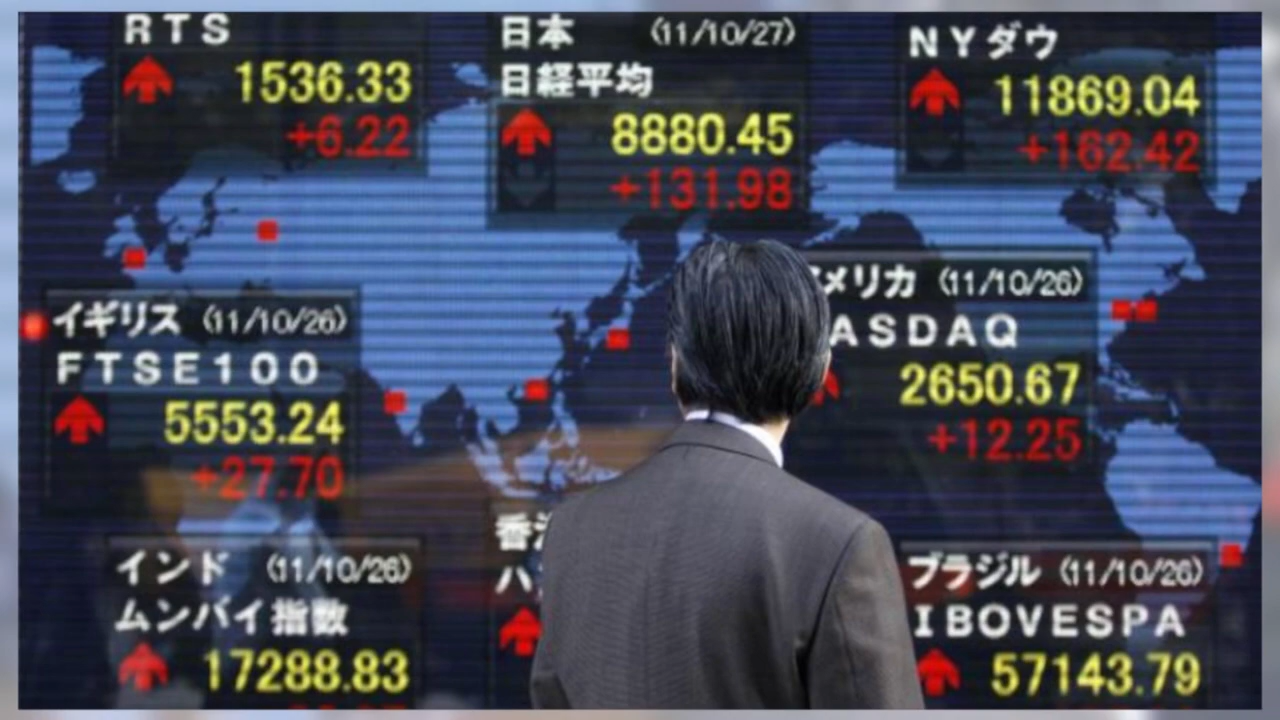 RTS
1536.33
+6.22
日本 (11/10/27)
日経平均
8880.45
+131.98
NYダウ
11869.04
+162.42
イギリス (11/10/26)
FTSE100
5553.24
+27.70
メリカ (11/10/26)
ASDAQ
2650.67
+12.25
インド (11/10/26)
ムンバイ指数
17288.83
香
ハ
ブラジル (11/10/26)
IBOVESPA
57143.79